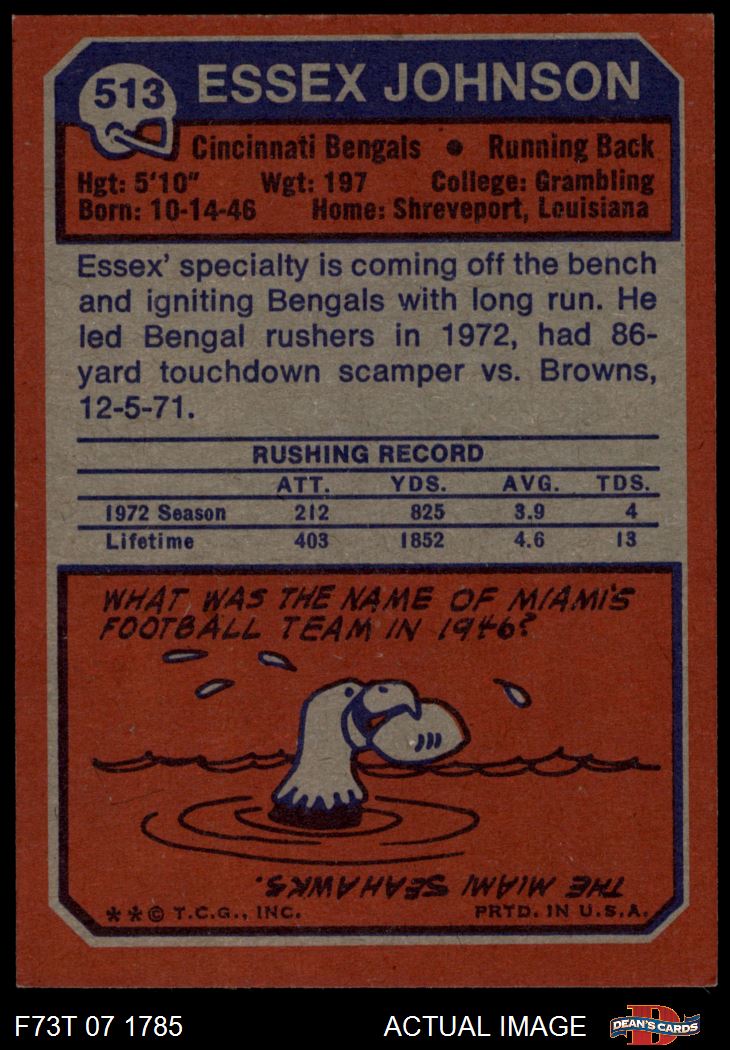 513
ESSEX JOHNSON
Cincinnati Bengals • Running Back
Hgt: 5'10" Wgt: 197 College: Grambling
Born: 10-14-46 Home: Shreveport, Louisiana
Essex' specialty is coming off the bench
and igniting Bengals with long run. He
led Bengal rushers in 1972, had 86-
yard touchdown scamper vs. Browns,
12-5-71.
RUSHING RECORD
ATT. YDS. AVG. TDS.
1972 Season 212 825 3.9 4
Lifetime 403 1852 4.6 13
WHAT WAS THE NAME OF MIAMI'S
FOOTBALL TEAM IN 1946?
THE MIAMI SEAHAWKS.
**© T.C.G., INC. PRTD. IN U.S.A.
F73T 07 1785 ACTUAL IMAGE
D
DEAN'S CARDS